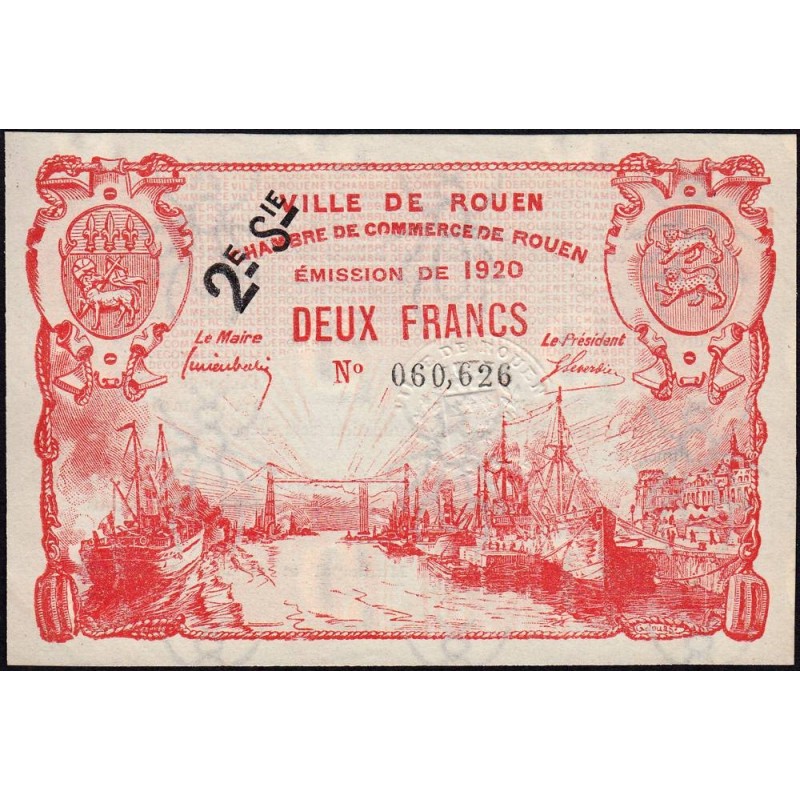 VILLE DE ROUEN
CHAMBRE DE COMMERCE DE ROUEN
2E SIE
ÉMISSION DE 1920
DEUX FRANCS
Le Maire
Le Président
No 060,626